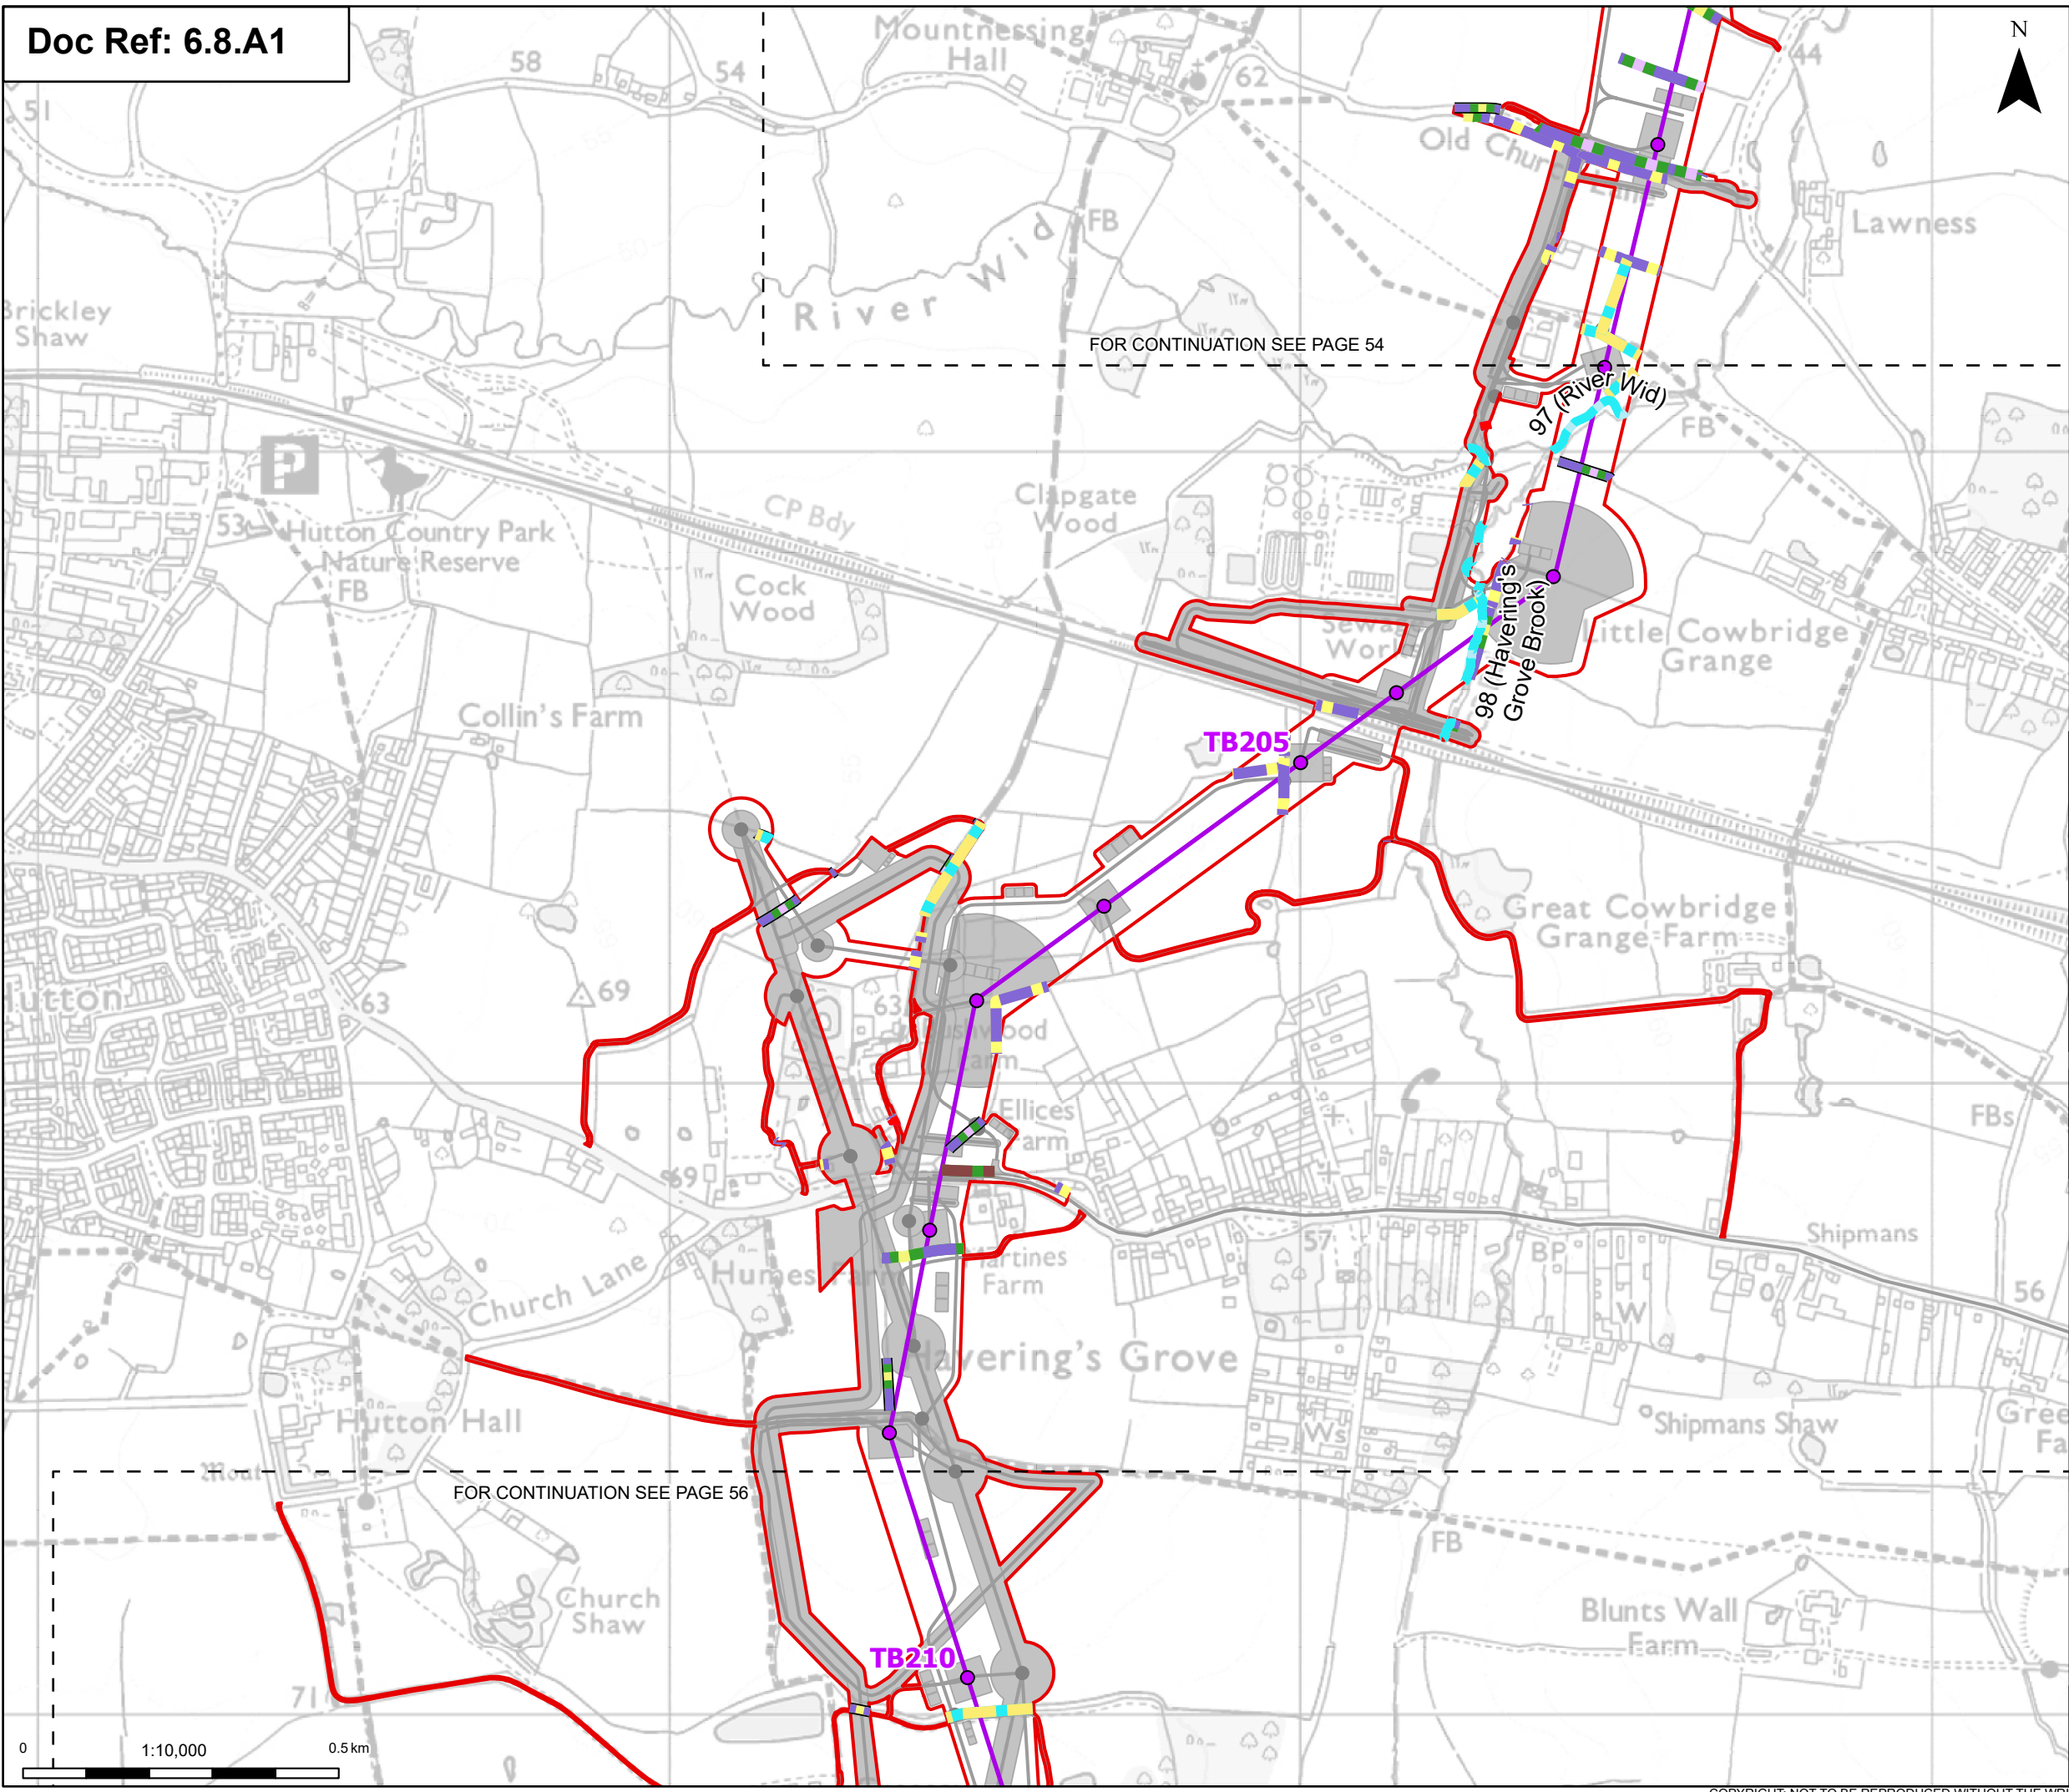 Doc Ref: 6.8.A1
N
Mountnessing
Hall
58
54
51
62
44
Old Church Lane
Lawness
FB
River Wid
Brickley
Shaw
FOR CONTINUATION SEE PAGE 54
97 (River Wid)
FB
P
CP Bdy
Clapgate
Wood
53
Hutton Country Park
Nature Reserve
FB
Cock
Wood
Little Cowbridge
Grange
98 (Havering's
Grove Brook)
Collin's Farm
TB205
Great Cowbridge
Grange Farm
Hutton
63
69
63
Ellices
Farm
FBs
69
Shipmans
57
BP
56
Humes Farm
Martines
Farm
Church Lane
W
Havering's Grove
Hutton Hall
Ws
Shipmans Shaw
Moat
FOR CONTINUATION SEE PAGE 56
FB
Church
Shaw
Blunts Wall
Farm
TB210
71
0
1:10,000
0.5 km